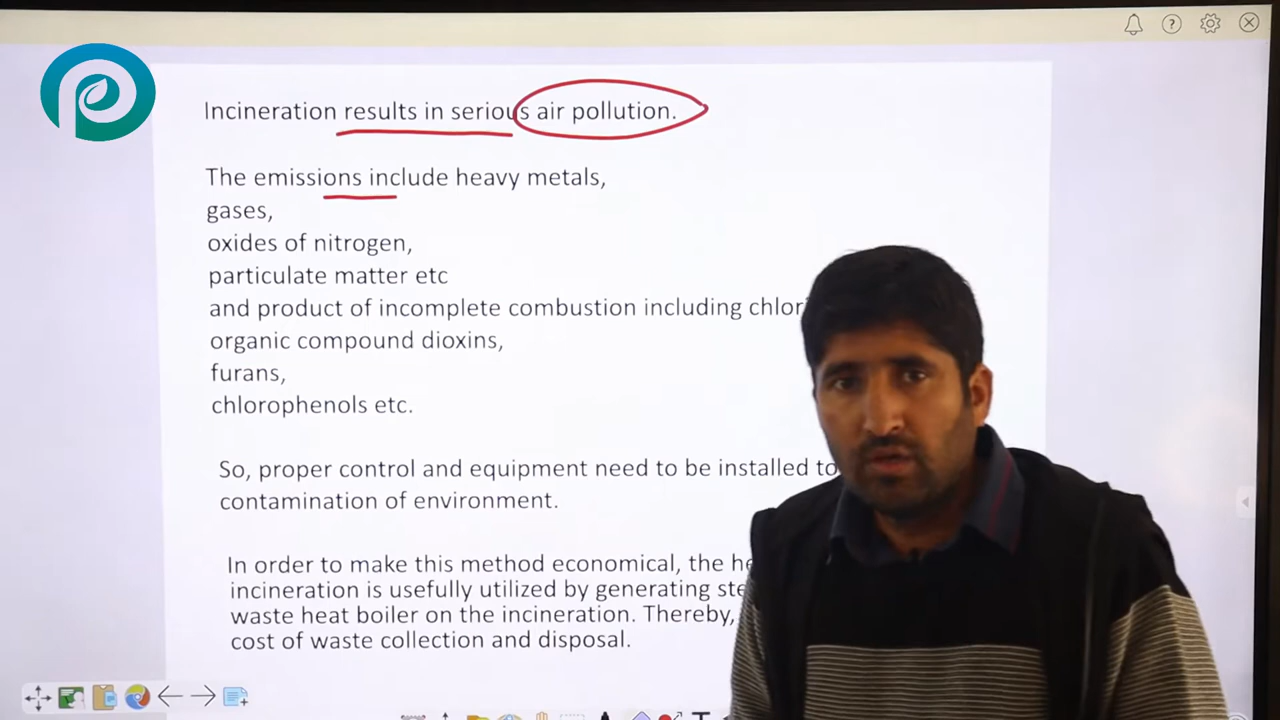 Incineration results in serious air pollution.
The emissions include heavy metals,
gases,
oxides of nitrogen,
particulate matter etc
and product of incomplete combustion including
organic compound dioxins,
furans,
chlorophenols etc.
So, proper control and equipment need to be installed to
contamination of environment.
In order to make this method economical, the
incineration is usefully utilized by generating
waste heat boiler on the incineration. Thereby,
cost of waste collection and disposal.